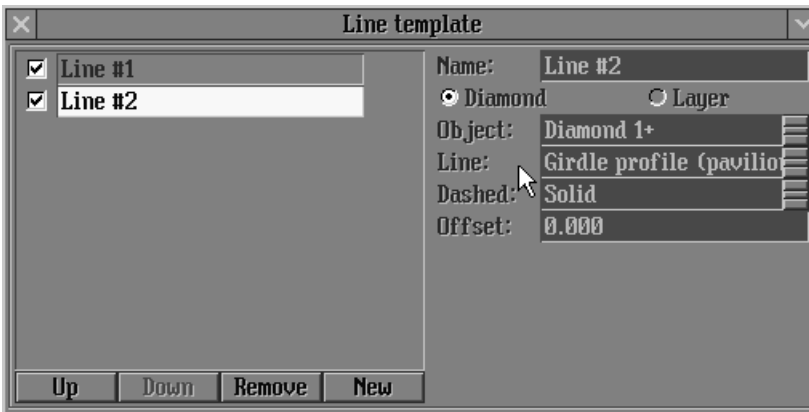 Line template
Line #1
Line #2
Up Down Remove New
Name: Line #2
Diamond Layer
Object: Diamond 1+
Line: Girdle profile (pavilio
Dashed: Solid
Offset: 0.000